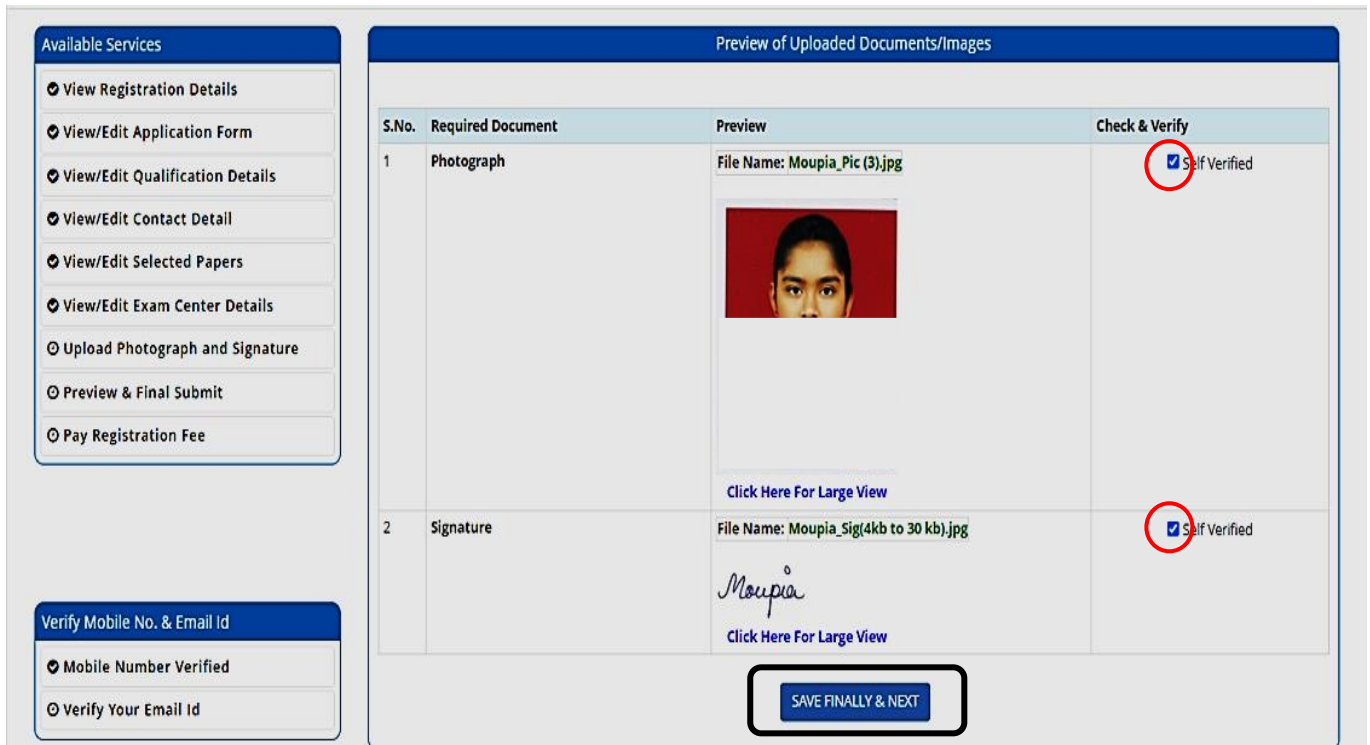 Available Services
View Registration Details
View/Edit Application Form
View/Edit Qualification Details
View/Edit Contact Detail
View/Edit Selected Papers
View/Edit Exam Center Details
Upload Photograph and Signature
Preview & Final Submit
Pay Registration Fee
Verify Mobile No. & Email Id
Mobile Number Verified
Verify Your Email Id
Preview of Uploaded Documents/Images
S.No. Required Document Preview Check & Verify
1 Photograph File Name: Moupia_Pic (3).jpg Self Verified
Click Here For Large View
2 Signature File Name: Moupia_Sig(4kb to 30 kb).jpg Self Verified
Moupia
Click Here For Large View
SAVE FINALLY & NEXT